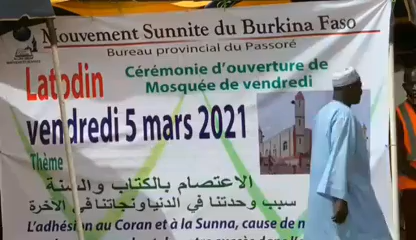 Mouvement Sunnite du Burkina Faso
Bureau provincial du Passoré
Latodin
Cérémonie d'ouverture de
Mosquée de vendredi
vendredi 5 mars 2021
Thème
الاعتصام بالكتاب والسنة
سبب وحدتنا في الدنيا ونجاتنا في الآخرة
L'adhésion au Coran et à la Sunna, cause de n